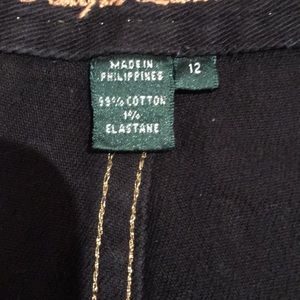 MADE IN
PHILIPPINES
99% COTTON
1%
ELASTANE
12